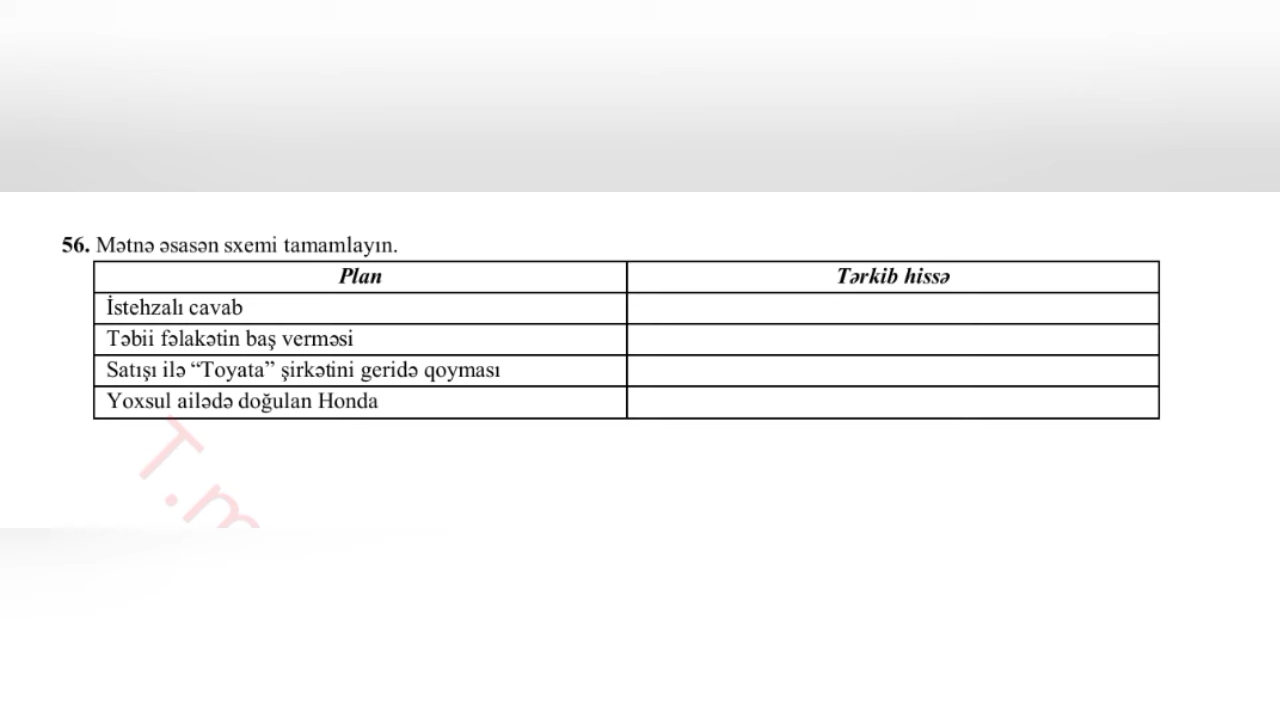 56. Mətnə əsasən sxemi tamamlayın.
Plan Tərkib hissə
İstehzalı cavab
Təbii fəlakətin baş verməsi
Satışı ilə “Toyata” şirkətini geridə qoyması
Yoxsul ailədə doğulan Honda
T.m